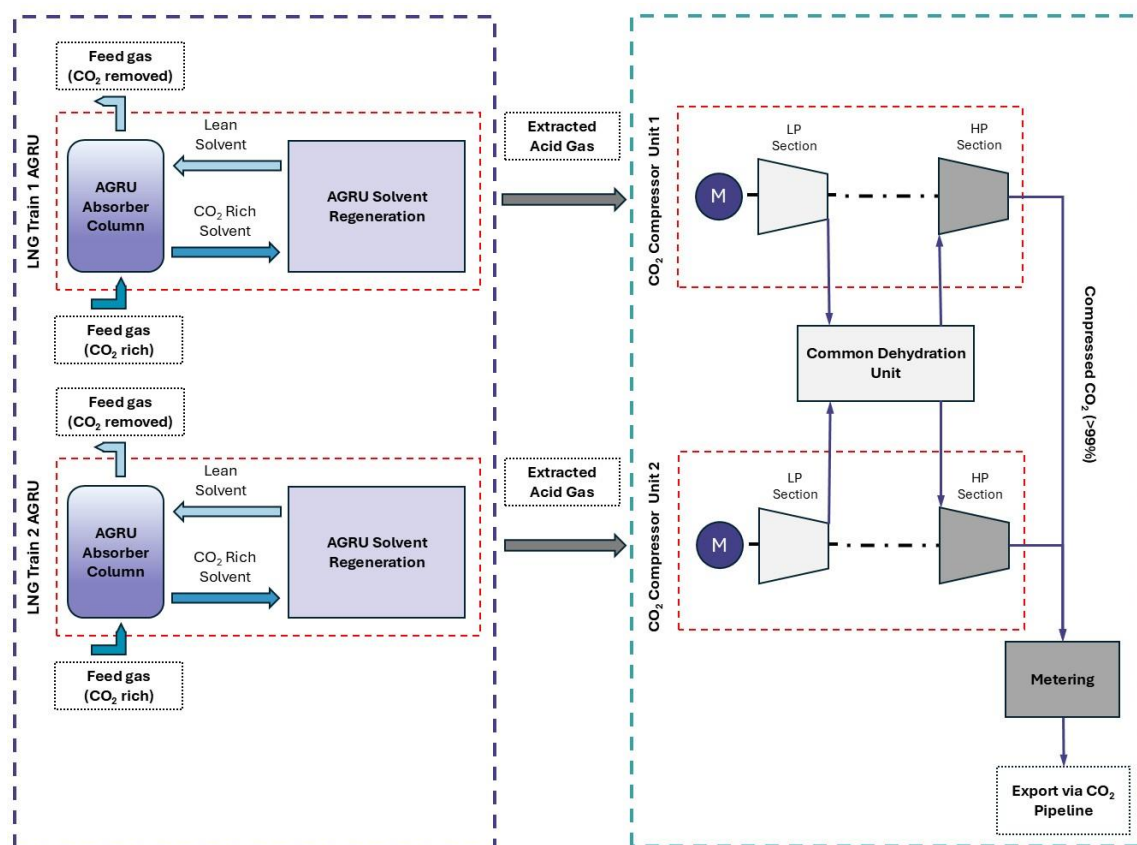 Feed gas
(CO₂ removed)
LNG Train 1 AGRU
AGRU
Absorber
Column
Lean
Solvent
CO₂ Rich
Solvent
AGRU Solvent
Regeneration
Feed gas
(CO₂ rich)
Extracted
Acid Gas
CO₂ Compressor Unit 1
M
LP
Section
HP
Section
Common Dehydration
Unit
Compressed CO₂ (>99%)
Feed gas
(CO₂ removed)
LNG Train 2 AGRU
AGRU
Absorber
Column
Lean
Solvent
CO₂ Rich
Solvent
AGRU Solvent
Regeneration
Feed gas
(CO₂ rich)
Extracted
Acid Gas
CO₂ Compressor Unit 2
M
LP
Section
HP
Section
Metering
Export via CO₂
Pipeline